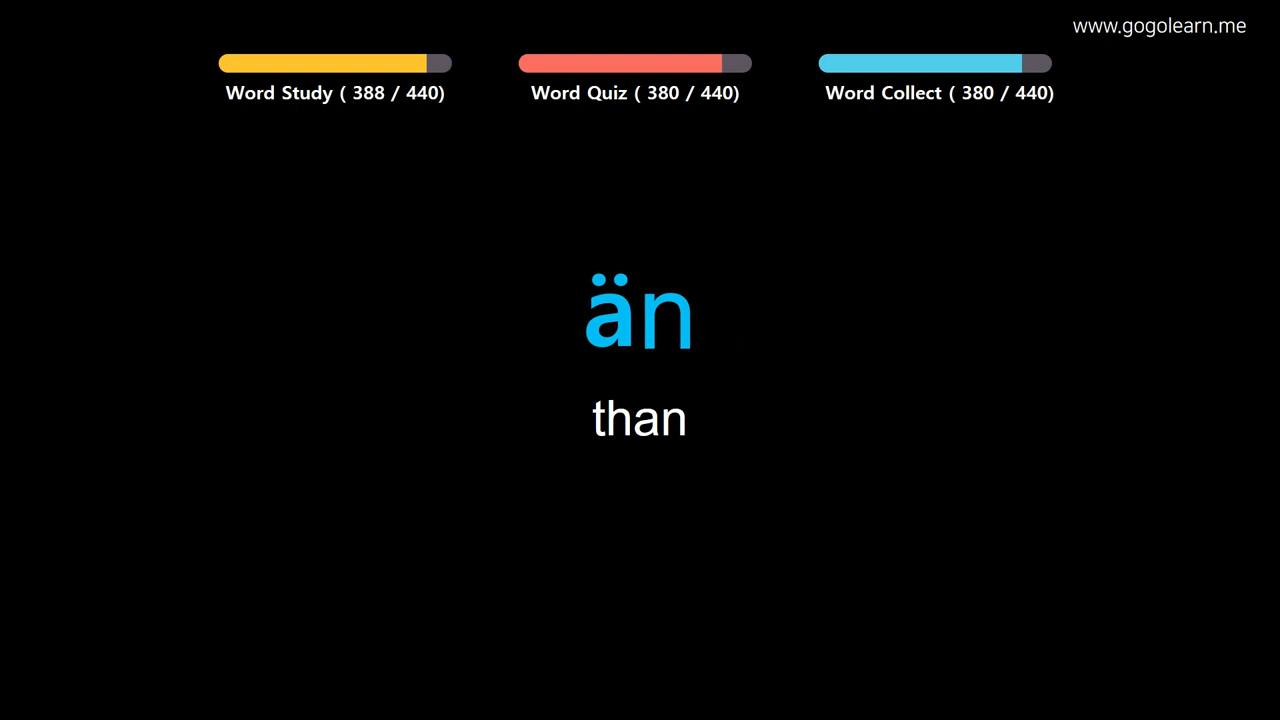 www.gogolearn.me
Word Study ( 388 / 440)
Word Quiz ( 380 / 440)
Word Collect ( 380 / 440)
än
than